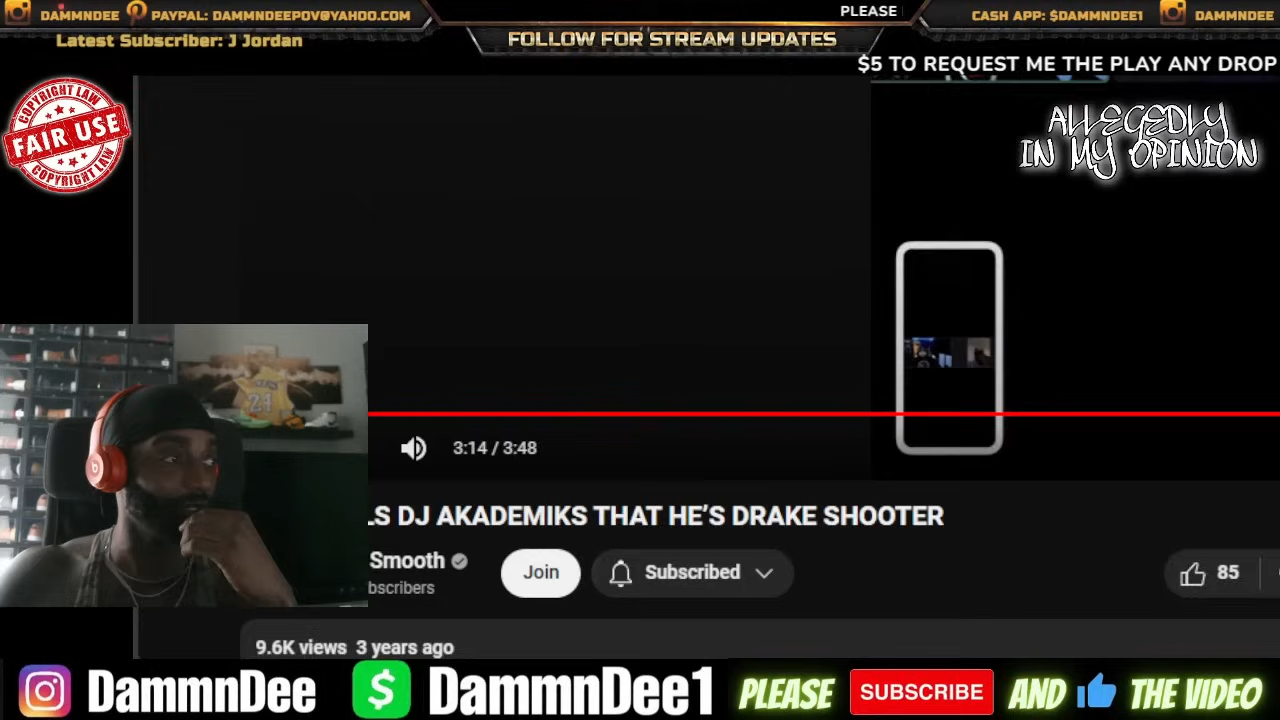 DAMMNDEE PAYPAL: DAMMNDEEPOV@YAHOO.COM
PLEASE
CASH APP: $DAMMNDEE1 DAMMNDEE
Latest Subscriber: J Jordan
FOLLOW FOR STREAM UPDATES
$5 TO REQUEST ME THE PLAY ANY DROP
COPYRIGHT LAW
FAIR USE
COPYRIGHT LAW
ALLEGEDLY
IN MY OPINION
24
3:14 / 3:48
LS DJ AKADEMIKS THAT HE'S DRAKE SHOOTER
Smooth
bscribers
Join
Subscribed
85
9.6K views 3 years ago
DammnDee
$ DammnDee1
PLEASE SUBSCRIBE AND THE VIDEO